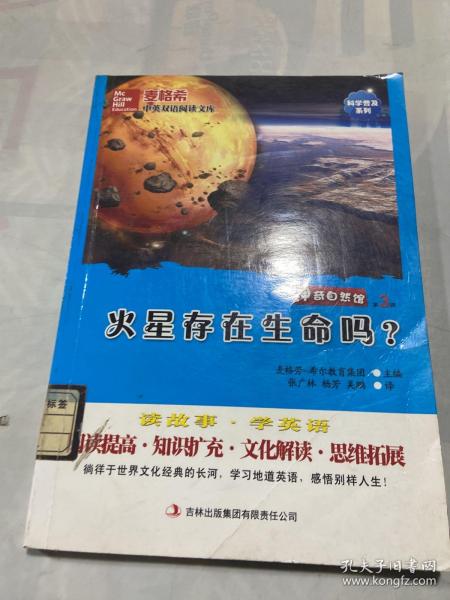 Mc
Graw
Hill
Education
麦格希
中英双语阅读文库
科学普及
系列
神奇自然馆
第3辑
火星存在生命吗?
麦格劳-希尔教育集团 主编
张广林 杨芳 译
标签
读故事·学英语
阅读提高·知识扩充·文化解读·思维拓展
徜徉于世界文化经典的长河,学习地道英语,感悟别样人生!
吉林出版集团有限责任公司
孔夫子旧书网
www.kongfz.com